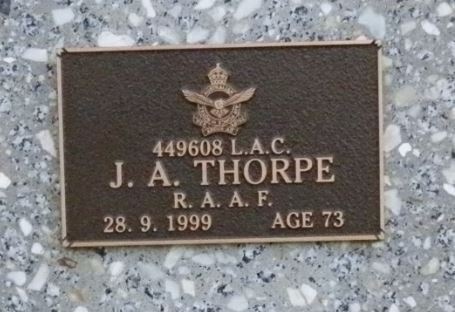 449608 L.A.C.
J. A. THORPE
R. A. A. F.
28. 9. 1999 AGE 73